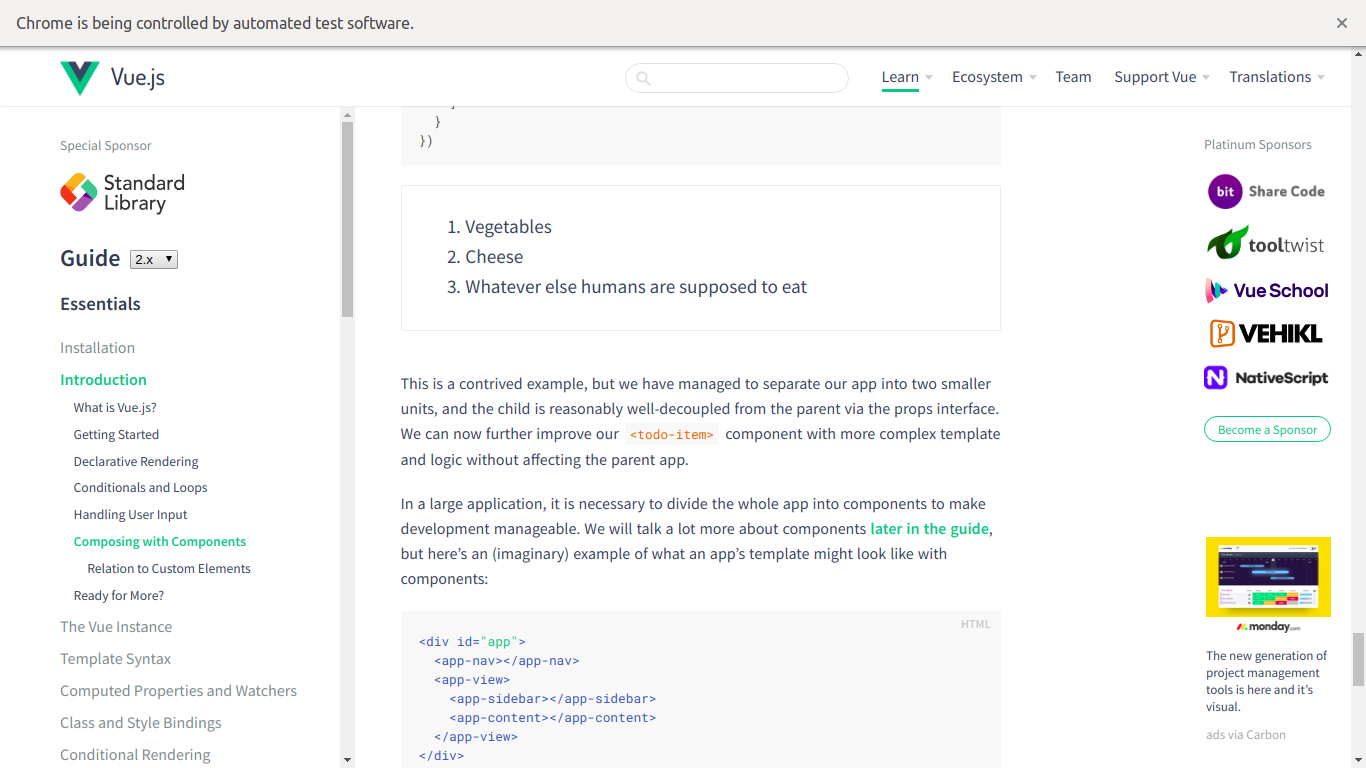 Chrome is being controlled by automated test software.
Vue.js
Learn
Ecosystem
Team
Support Vue
Translations
Special Sponsor
Standard
Library
Guide 2.x
Essentials
Installation
Introduction
What is Vue.js?
Getting Started
Declarative Rendering
Conditionals and Loops
Handling User Input
Composing with Components
Relation to Custom Elements
Ready for More?
The Vue Instance
Template Syntax
Computed Properties and Watchers
Class and Style Bindings
Conditional Rendering
}
})
1. Vegetables
2. Cheese
3. Whatever else humans are supposed to eat
This is a contrived example, but we have managed to separate our app into two smaller
units, and the child is reasonably well-decoupled from the parent via the props interface.
We can now further improve our <todo-item> component with more complex template
and logic without affecting the parent app.
In a large application, it is necessary to divide the whole app into components to make
development manageable. We will talk a lot more about components later in the guide,
but here’s an (imaginary) example of what an app’s template might look like with
components:
HTML
<div id="app">
  <app-nav></app-nav>
  <app-view>
    <app-sidebar></app-sidebar>
    <app-content></app-content>
  </app-view>
</div>
Platinum Sponsors
bit Share Code
tooltwist
Vue School
VEHIKL
NativeScript
Become a Sponsor
monday.com
The new generation of
project management
tools is here and it’s
visual.
ads via Carbon